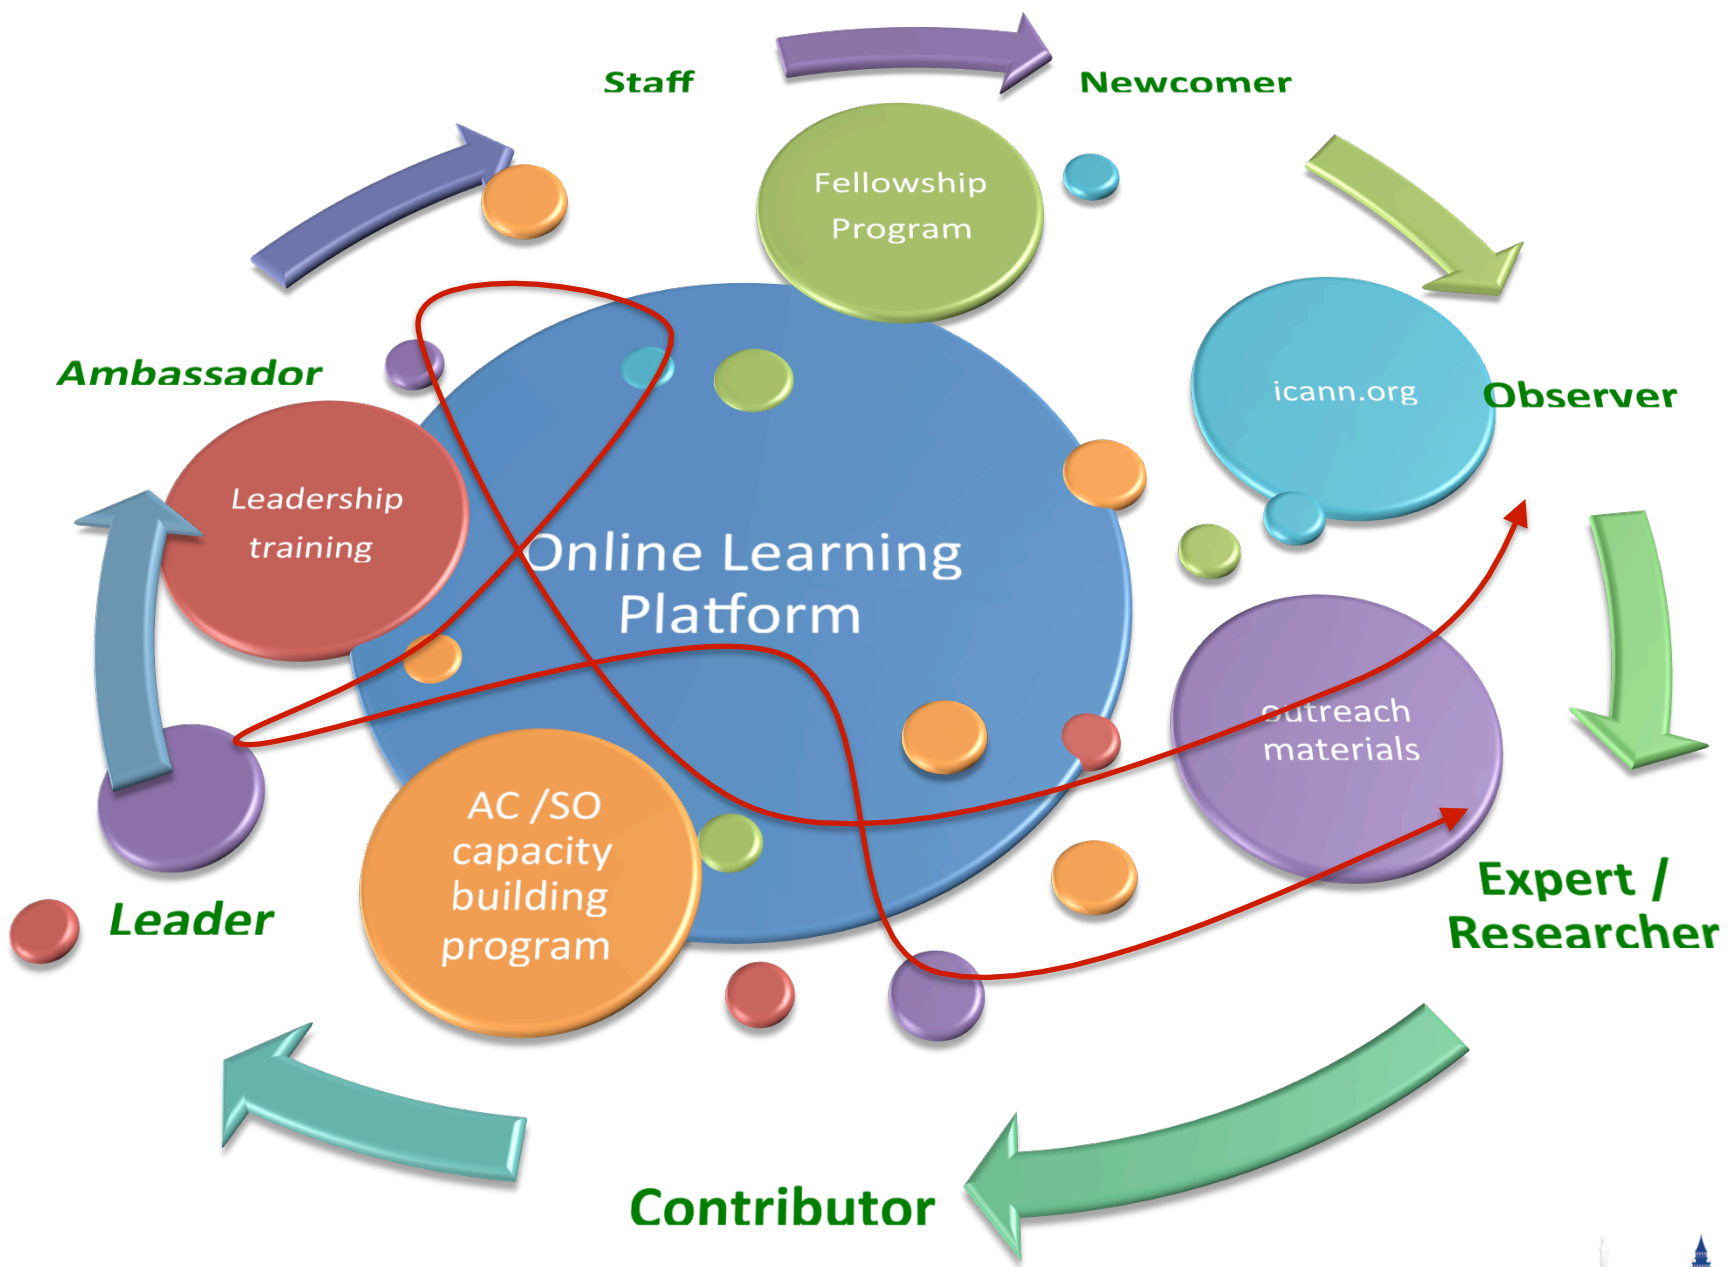 Staff
Newcomer
Fellowship
Program
Ambassador
icann.org
Observer
Leadership
training
Online Learning
Platform
outreach
materials
AC /SO
capacity
building
program
Expert /
Researcher
Leader
Contributor